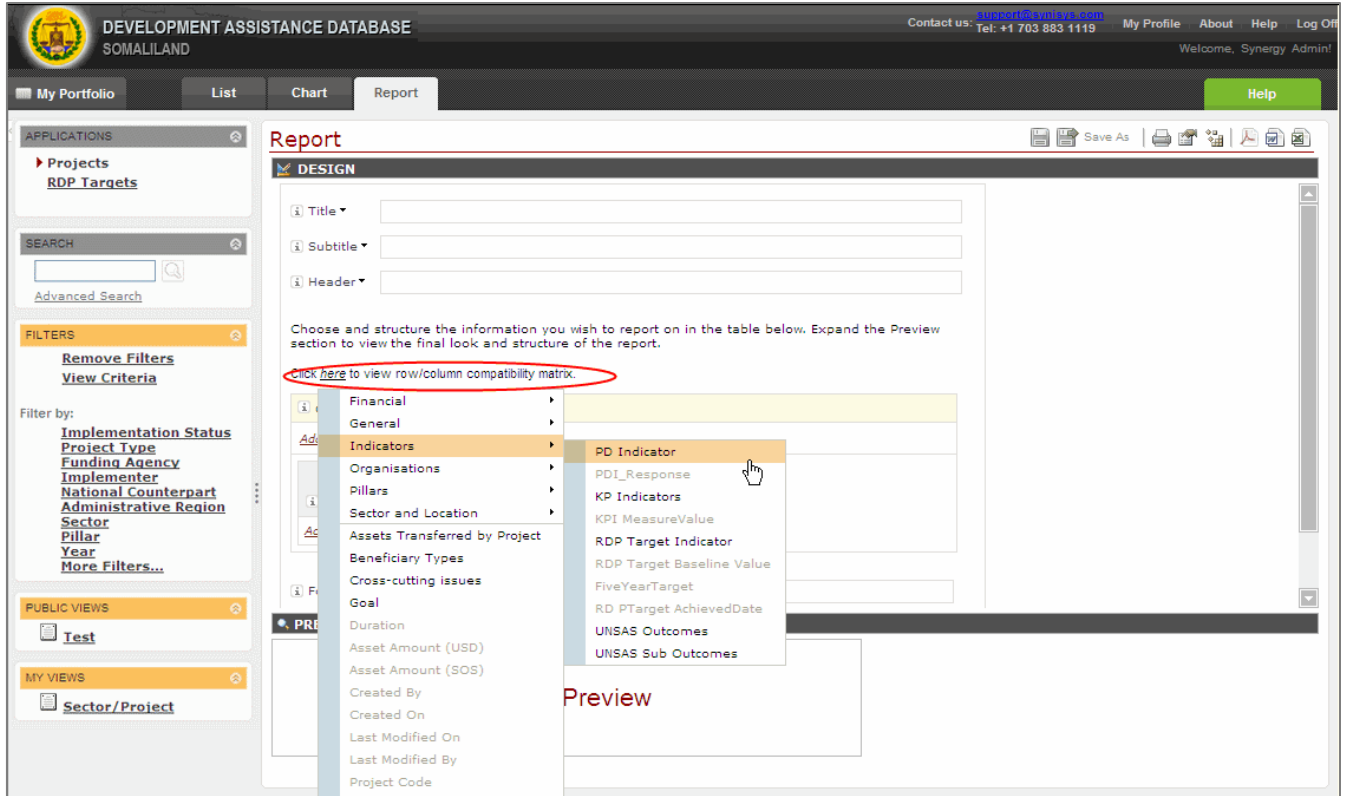 DEVELOPMENT ASSISTANCE DATABASE
SOMALILAND
Contact us: support@synisys.com
Tel: +1 703 883 1119
My Profile About Help Log Off
Welcome, Synergy Admin!
My Portfolio List Chart Report Help
APPLICATIONS
Projects
RDP Targets
SEARCH
Advanced Search
FILTERS
Remove Filters
View Criteria
Filter by:
Implementation Status
Project Type
Funding Agency
Implementer
National Counterpart
Administrative Region
Sector
Pillar
Year
More Filters...
PUBLIC VIEWS
Test
MY VIEWS
Sector/Project
Report
Save As
DESIGN
Title
Subtitle
Header
Choose and structure the information you wish to report on in the table below. Expand the Preview
section to view the final look and structure of the report.
Click here to view row/column compatibility matrix.
Financial
General
Indicators
Organisations
Pillars
Sector and Location
Assets Transferred by Project
Beneficiary Types
Cross-cutting issues
Goal
Duration
Asset Amount (USD)
Asset Amount (SOS)
Created By
Created On
Last Modified On
Last Modified By
Project Code
PD Indicator
PDI_Response
KP Indicators
KPI MeasureValue
RDP Target Indicator
RDP Target Baseline Value
FiveYearTarget
RD PTarget AchievedDate
UNSAS Outcomes
UNSAS Sub Outcomes
Preview